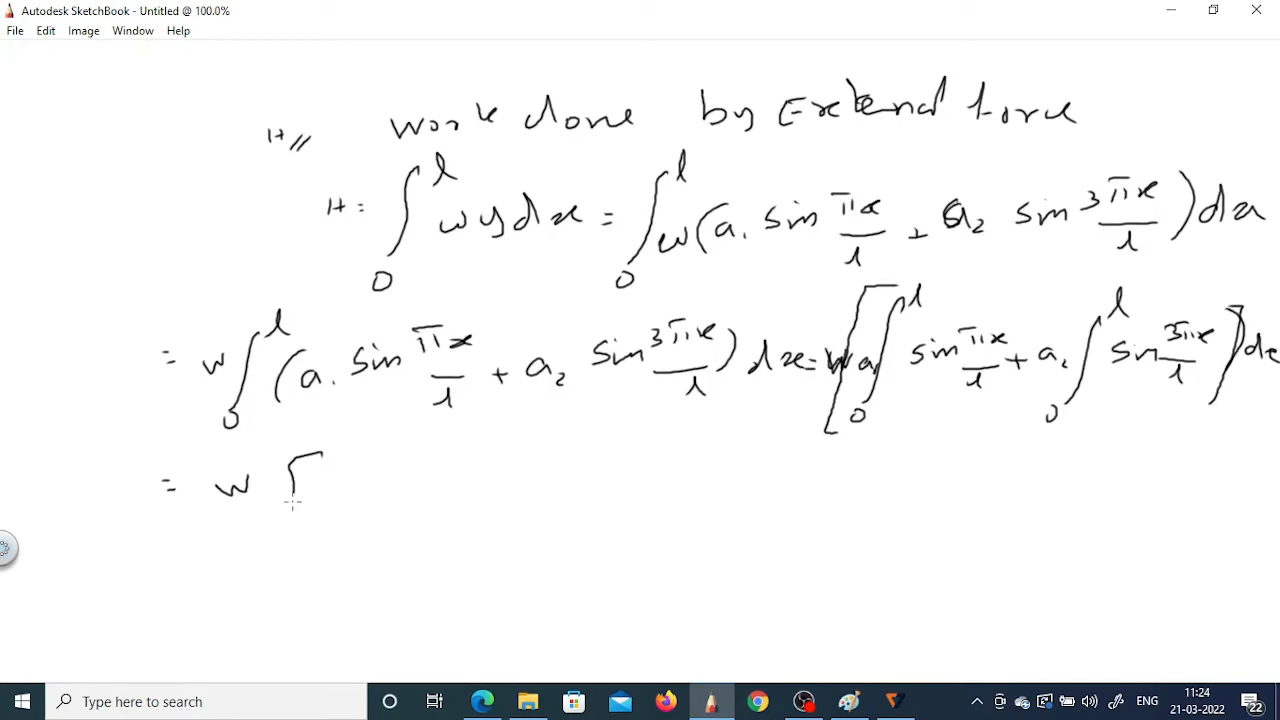 Autodesk SketchBook - Untitled @ 100.0%
File Edit Image Window Help
H // Work done by External force
H = ∫₀ˡ ω y dx = ∫₀ˡ ω (a₁ sin πx/l + a₂ sin 3πx/l) dx
= w ∫₀ˡ (a₁ sin πx/l + a₂ sin 3πx/l) dx = w [a₁ ∫₀ˡ sin πx/l + a₂ ∫₀ˡ sin 3πx/l] dx
= w [
Type here to search
ENG
11:24
21-03-2022
22